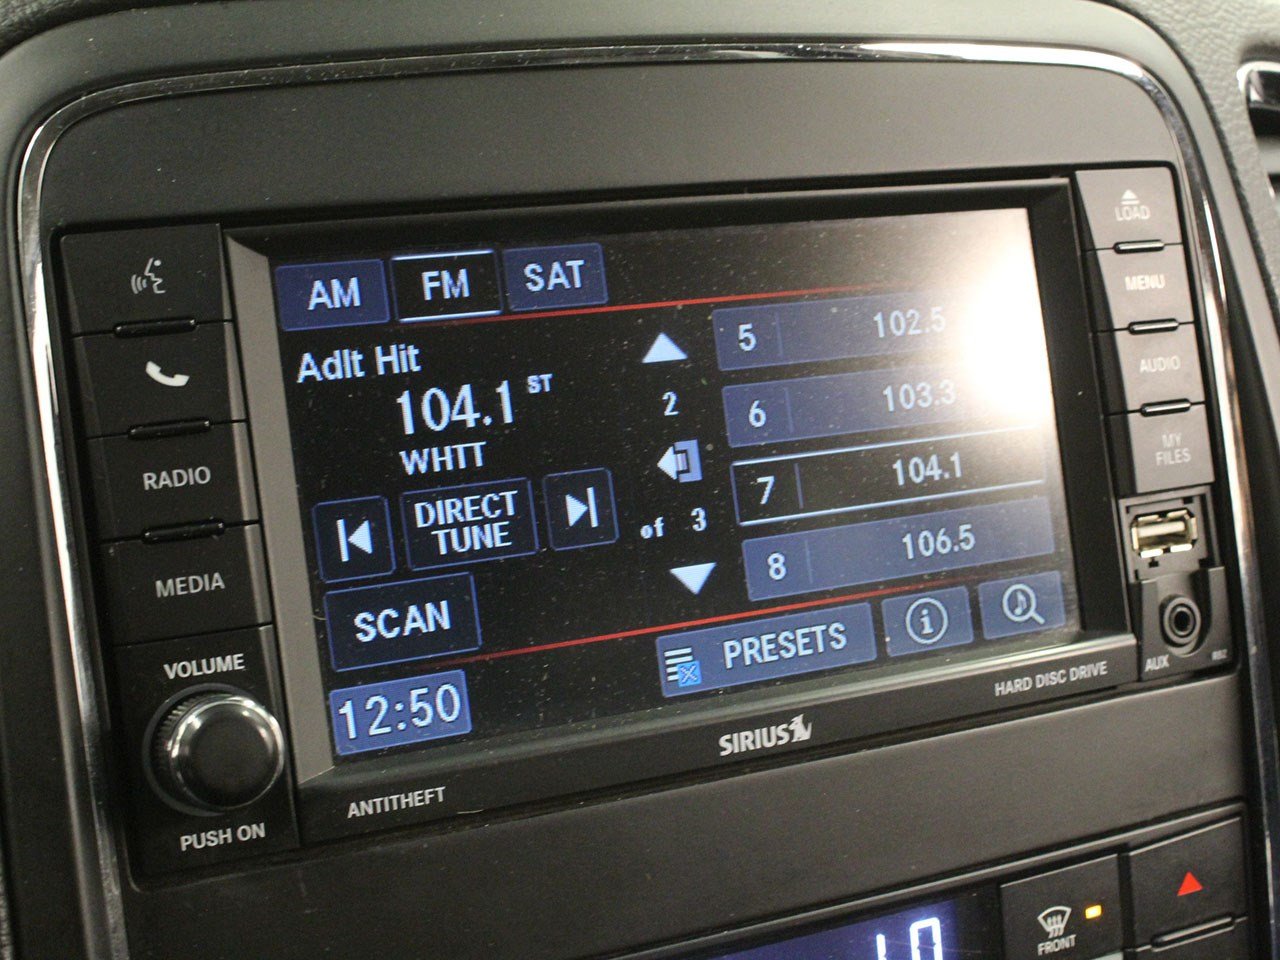 LOAD
MENU
AUDIO
MY
FILES
RADIO
MEDIA
VOLUME
PUSH ON
AM
FM
SAT
Adlt Hit
104.1 ST
WHTT
DIRECT
TUNE
SCAN
12:50
2
of 3
5 102.5
6 103.3
7 104.1
8 106.5
PRESETS
i
HARD DISC DRIVE
SIRIUS
ANTITHEFT
AUX
FRONT